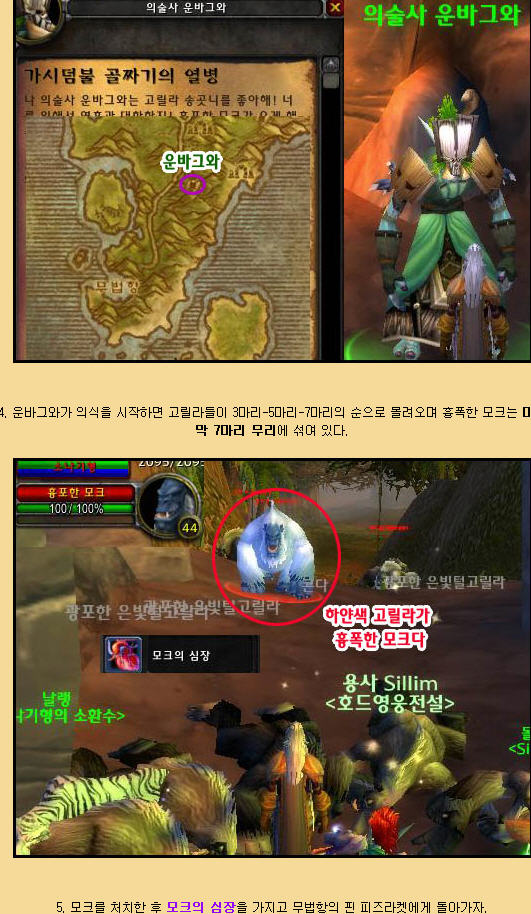 의술사 운바그와
의술사 운바그와
가시덤불 골짜기의 열병
나 의술사 운바그와는 고릴라 송곳니를 좋아해! 너
운바그와
무법항
4. 운바그와가 의식을 시작하면 고릴라들이 3마리-5마리-7마리의 순으로 몰려오며 흉폭한 모크는 마
막 7마리 무리에 섞여 있다.
소나기형
2095/209
흉포한 모크
100/100%
44
광포한 은빛털고릴라
광포한 은빛털고릴라
광포한 은빛털고릴라
하얀색 고릴라가
흉폭한 모크다
모크의 심장
용사 Sillim
<호드영웅전설>
날랭
나기형의 소환수>
<Si
5. 모크를 처치한 후 모크의 심장을 가지고 무법항의 핀 피즈라켓에게 돌아가자.